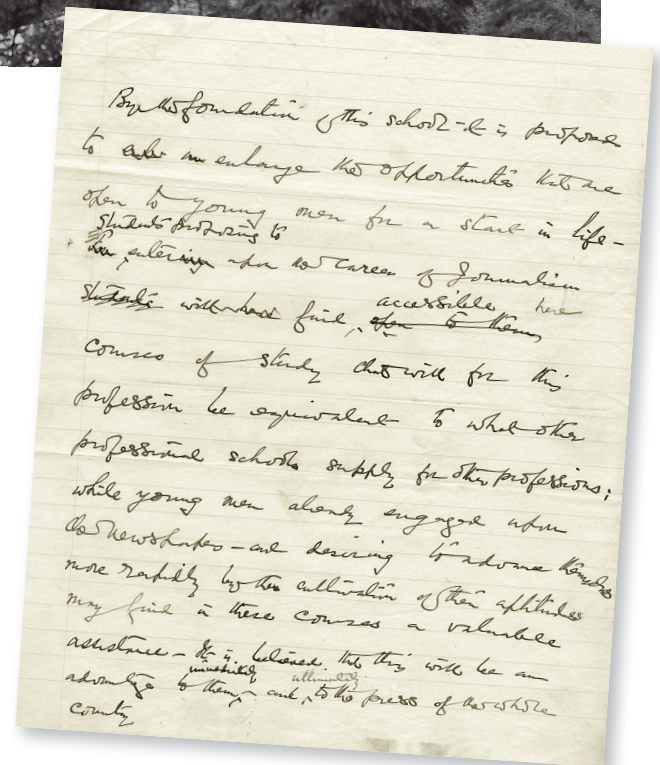 By the foundation of this school - it is proposed
to enlarge the opportunities that are
open to young men for a start in life -
students proposing to
enter upon the career of Journalism
accessible here
students will find, open to them,
courses of study that will for this
profession be equivalent to what other
professional schools supply for other professions;
while young men already engaged upon
the newspapers - and desiring to advance themselves
more rapidly by the cultivation of their aptitudes
may find in these courses a valuable
assistance - It is believed that this will be an
immediately ultimately
advantage to them, - and, to the press of the whole
country